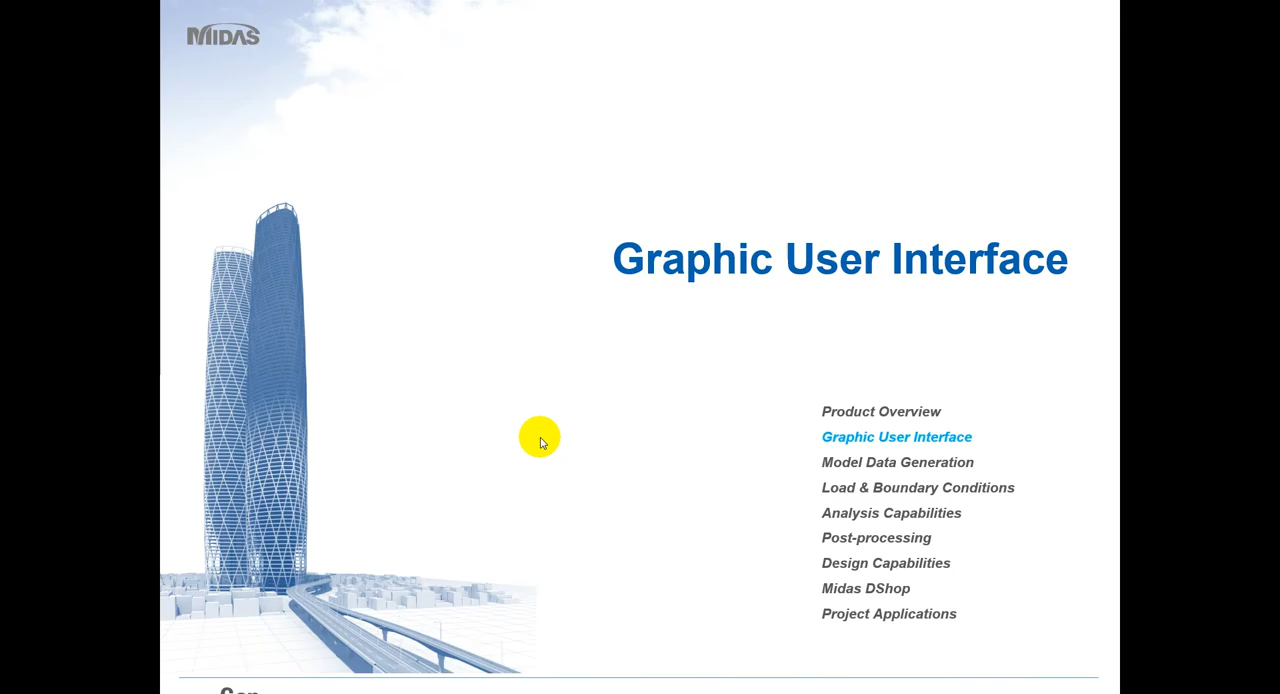 MIDAS
Graphic User Interface
Product Overview
Graphic User Interface
Model Data Generation
Load & Boundary Conditions
Analysis Capabilities
Post-processing
Design Capabilities
Midas DShop
Project Applications